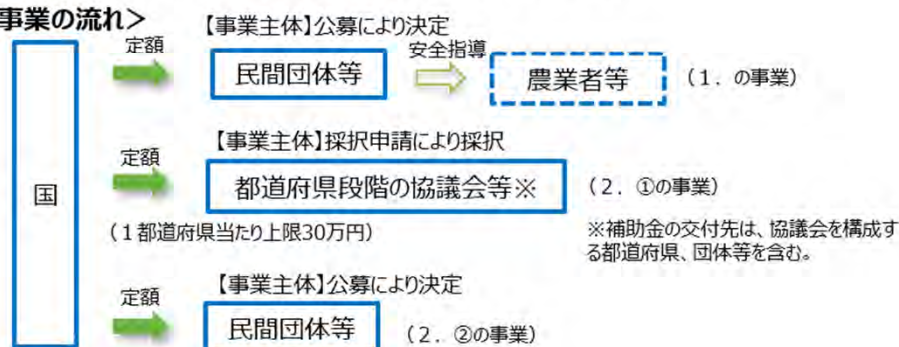 事業の流れ＞
【事業主体】公募により決定
定額
安全指導
民間団体等
農業者等
（１．の事業）
【事業主体】採択申請により採択
定額
都道府県段階の協議会等※
（２．①の事業）
国
（１都道府県当たり上限30万円）
※補助金の交付先は、協議会を構成す
る都道府県、団体等を含む。
【事業主体】公募により決定
定額
民間団体等
（２．②の事業）